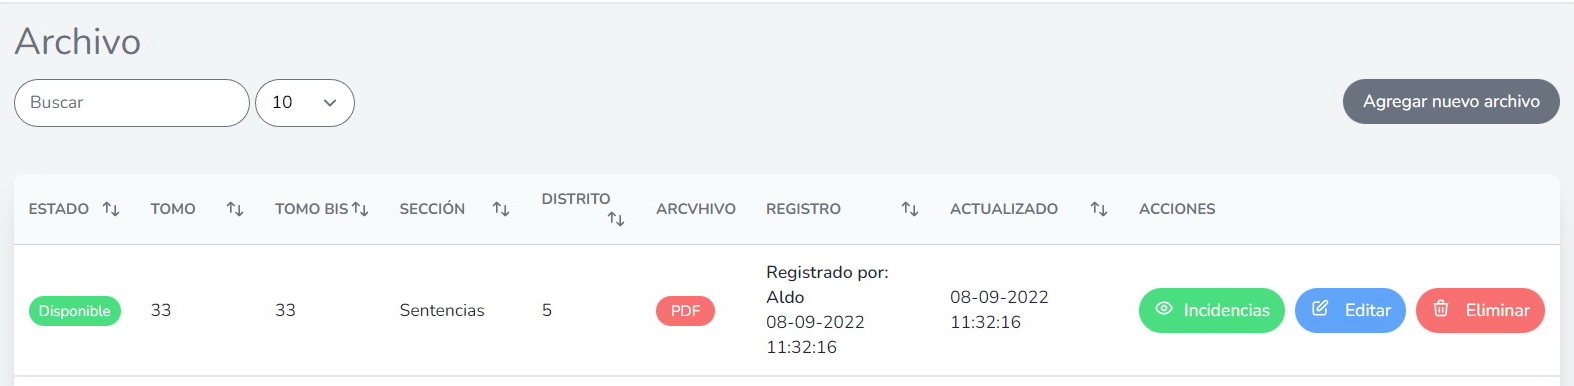 Archivo
Buscar
10
Agregar nuevo archivo
ESTADO TOMO TOMO BIS SECCIÓN DISTRITO ARCVHIVO REGISTRO ACTUALIZADO ACCIONES
Disponible 33 33 Sentencias 5 PDF
Registrado por:
Aldo
08-09-2022
11:32:16
08-09-2022
11:32:16
Incidencias Editar Eliminar